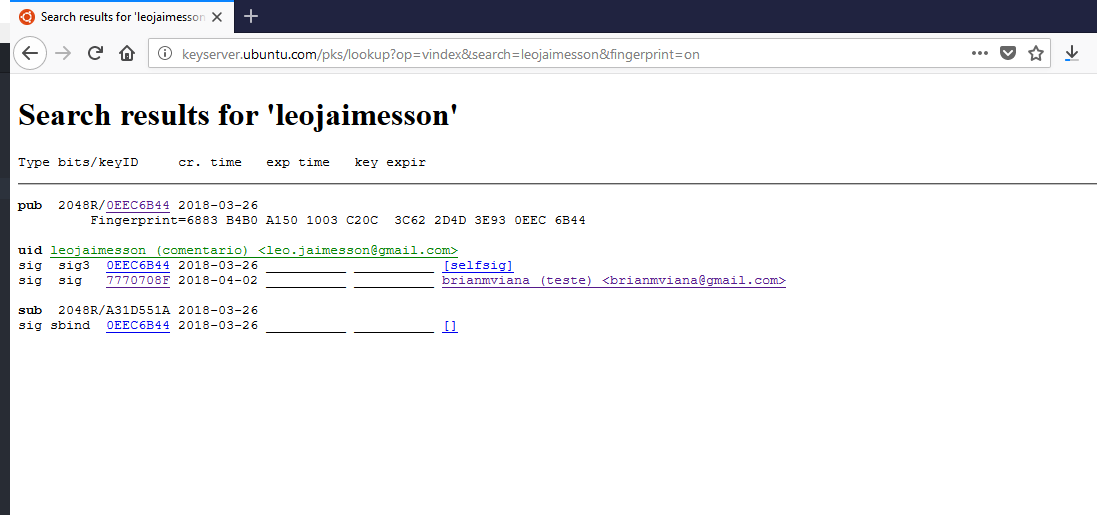 Search results for 'leojaimesson
keyserver.ubuntu.com/pks/lookup?op=vindex&search=leojaimesson&fingerprint=on
Search results for 'leojaimesson'
Type bits/keyID     cr. time   exp time   key expir
pub  2048R/0EEC6B44 2018-03-26
Fingerprint=6883 B4B0 A150 1003 C20C  3C62 2D4D 3E93 0EEC 6B44
uid leojaimesson (comentario) <leo.jaimesson@gmail.com>
sig  sig3  0EEC6B44 2018-03-26 __________ __________ [selfsig]
sig  sig   7770708F 2018-04-02 __________ __________ brianmviana (teste) <brianmviana@gmail.com>
sub  2048R/A31D551A 2018-03-26
sig sbind  0EEC6B44 2018-03-26 __________ __________ []